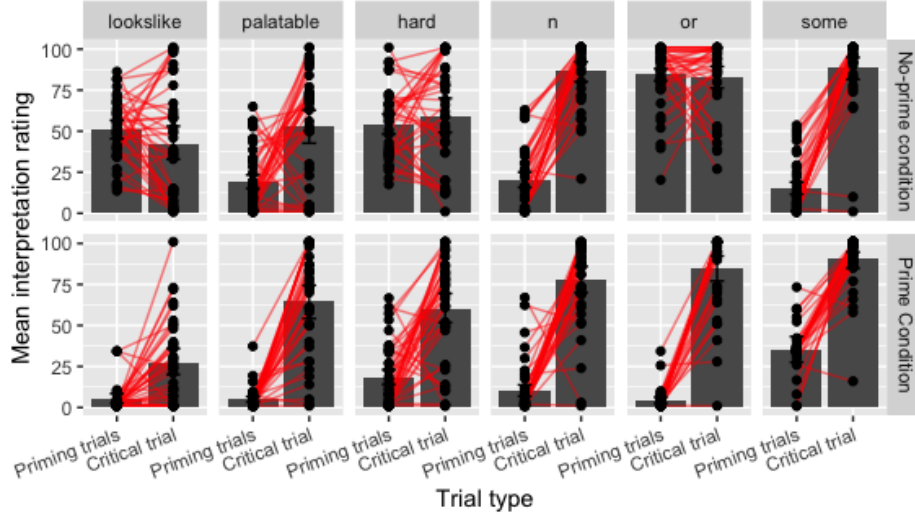 lookslike palatable hard n or some
Mean interpretation rating
100
75
50
25
0
No-prime condition
100
75
50
25
0
Prime Condition
Priming trials Critical trial Priming trials Critical trial Priming trials Critical trial Priming trials Critical trial Priming trials Critical trial Priming trials Critical trial
Trial type